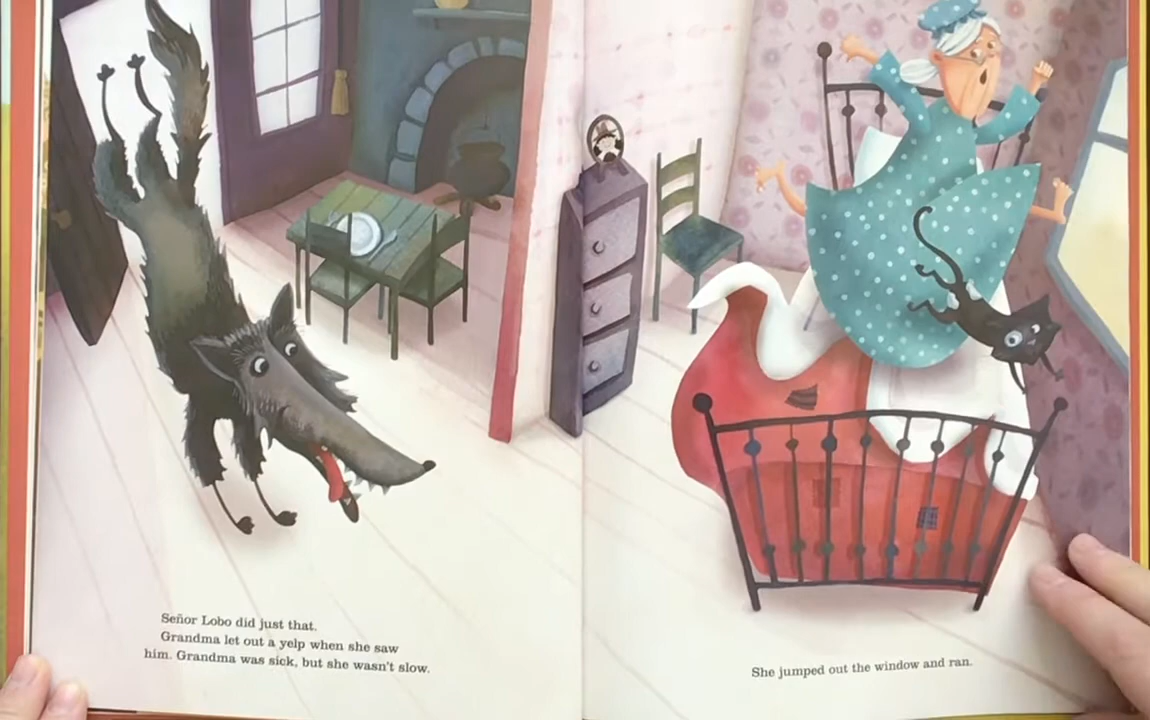 Señor Lobo did just that.
Grandma let out a yelp when she saw
him. Grandma was sick, but she wasn't slow.
She jumped out the window and ran.